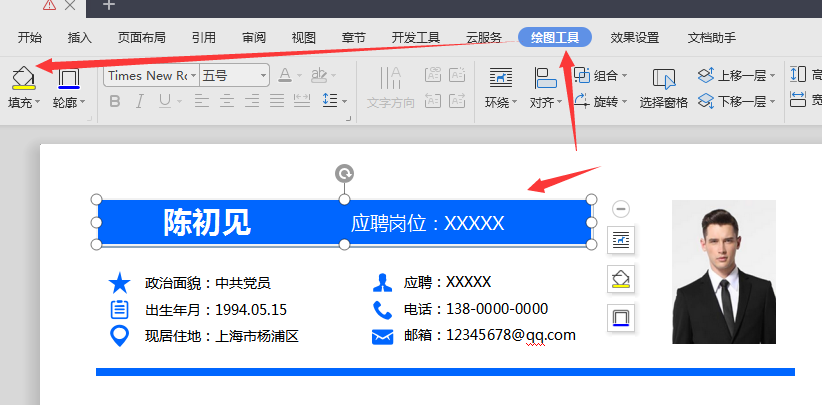 开始 插入 页面布局 引用 审阅 视图 章节 开发工具 云服务 绘图工具 效果设置 文档助手
Times New Ro 五号 组合 上移一层 高
填充 轮廓 文字方向 环绕 对齐 旋转 选择窗格 下移一层 宽
陈初见 应聘岗位：XXXXX
政治面貌：中共党员 应聘：XXXXX
出生年月：1994.05.15 电话：138-0000-0000
现居住地：上海市杨浦区 邮箱：12345678@qq.com